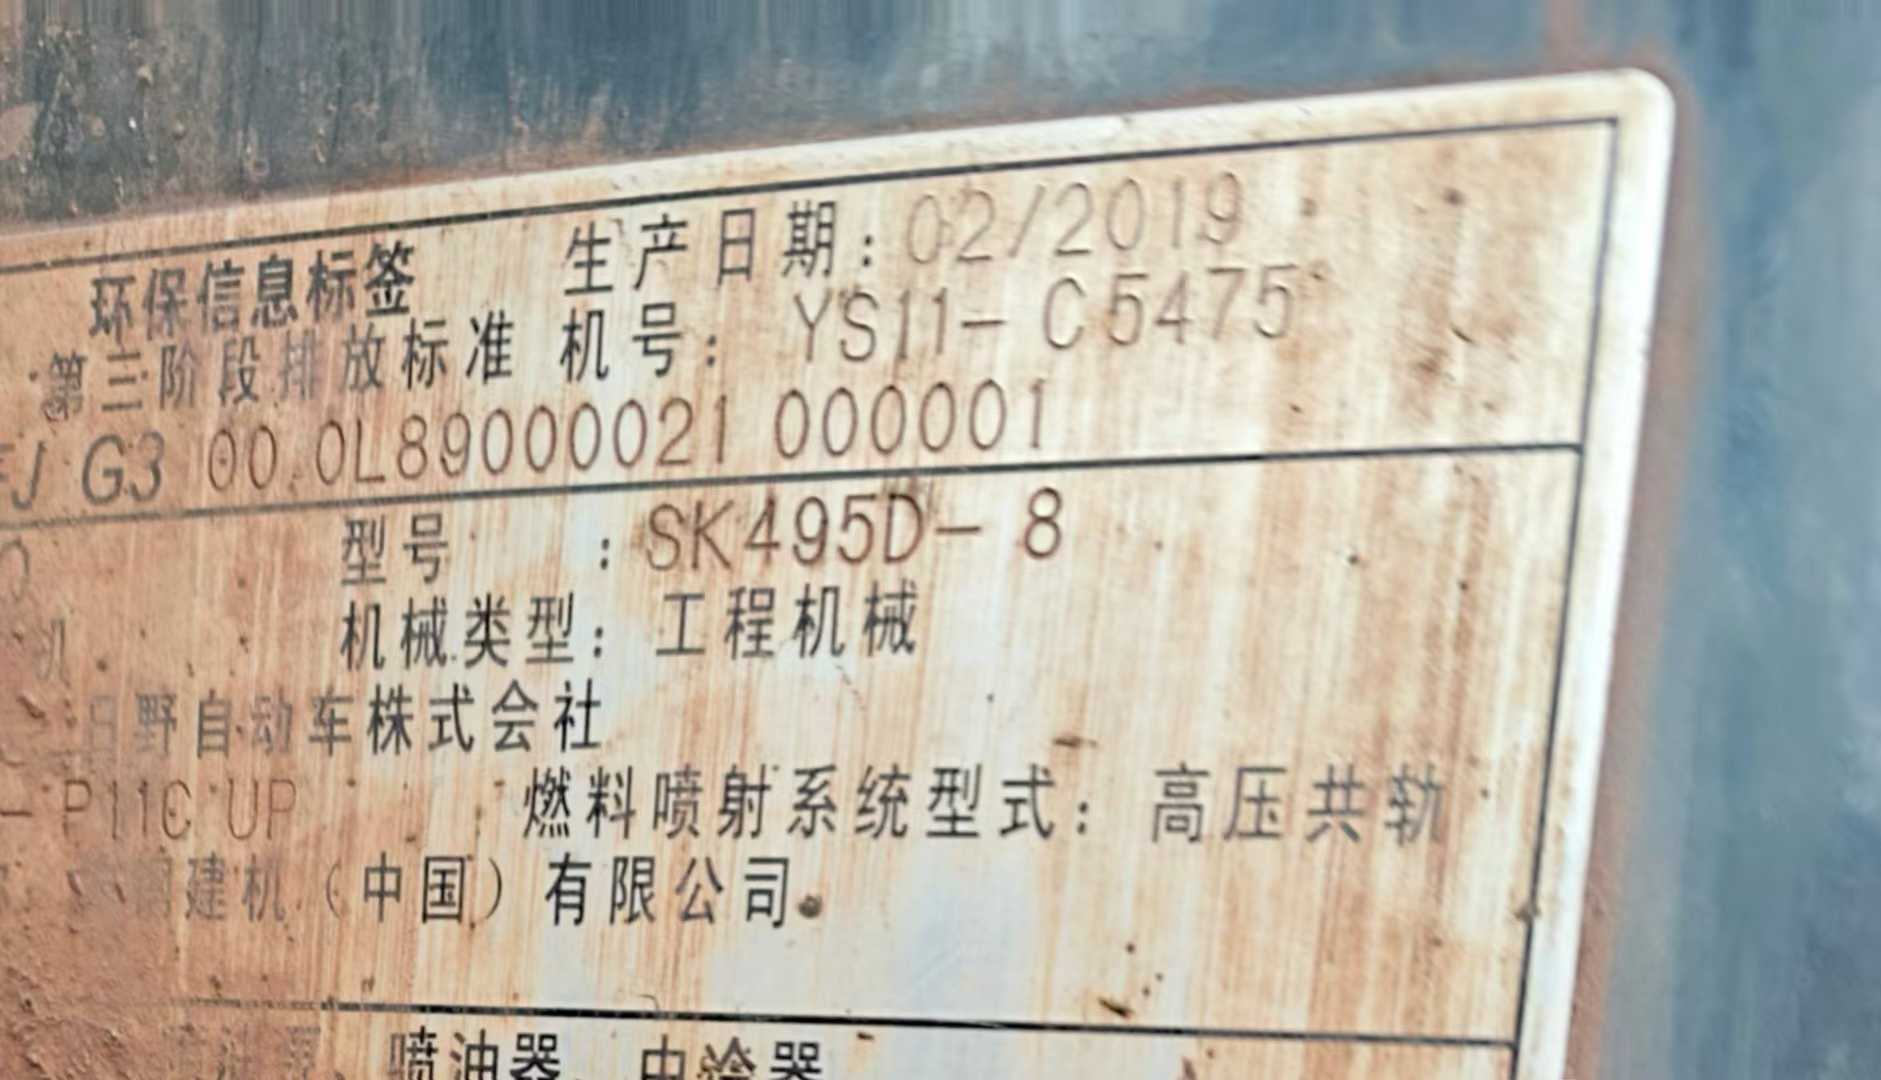 环保信息标签 生产日期：02/2019
第三阶段排放标准 机号： YS11-C5475
J G3 00.0L89000021 000001
型号 ：SK495D-8
机械类型：工程机械
日野自动车株式会社
-P11C UP 燃料喷射系统型式：高压共轨
建机（中国）有限公司
喷油器、中冷器